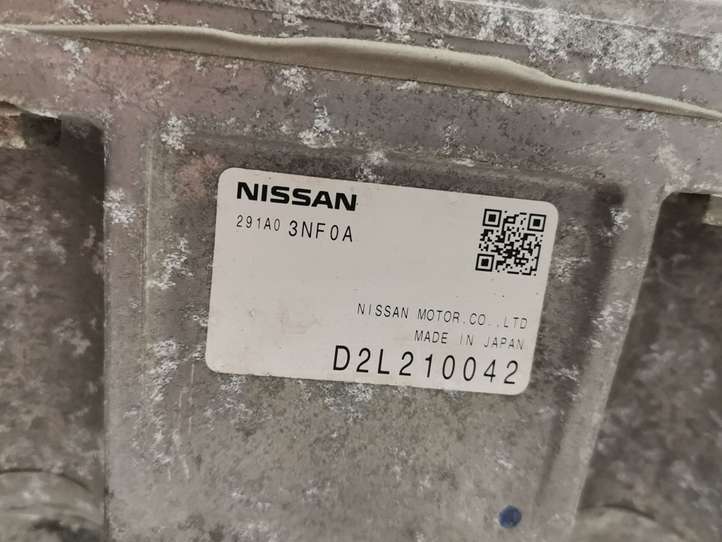 NISSAN
291A0 3NF0A
NISSAN MOTOR.CO.,LTD
MADE IN JAPAN
D2L210042